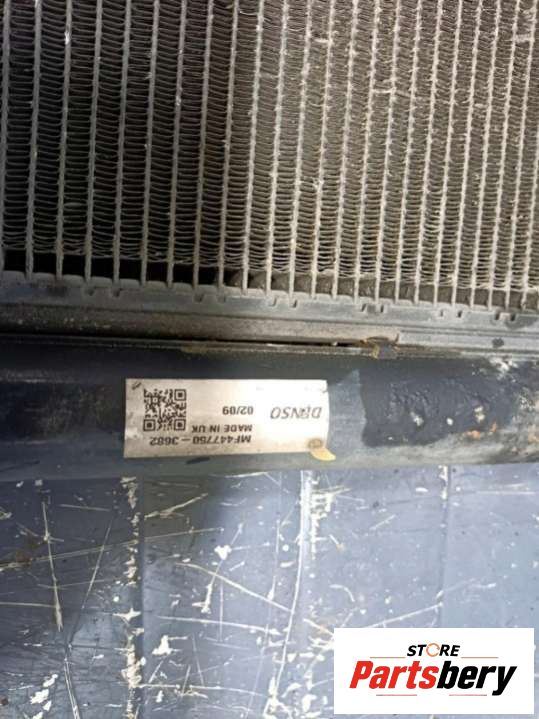 DENSO
02/09
MADE IN UK
MF447750-3682
STORE
Partsbery